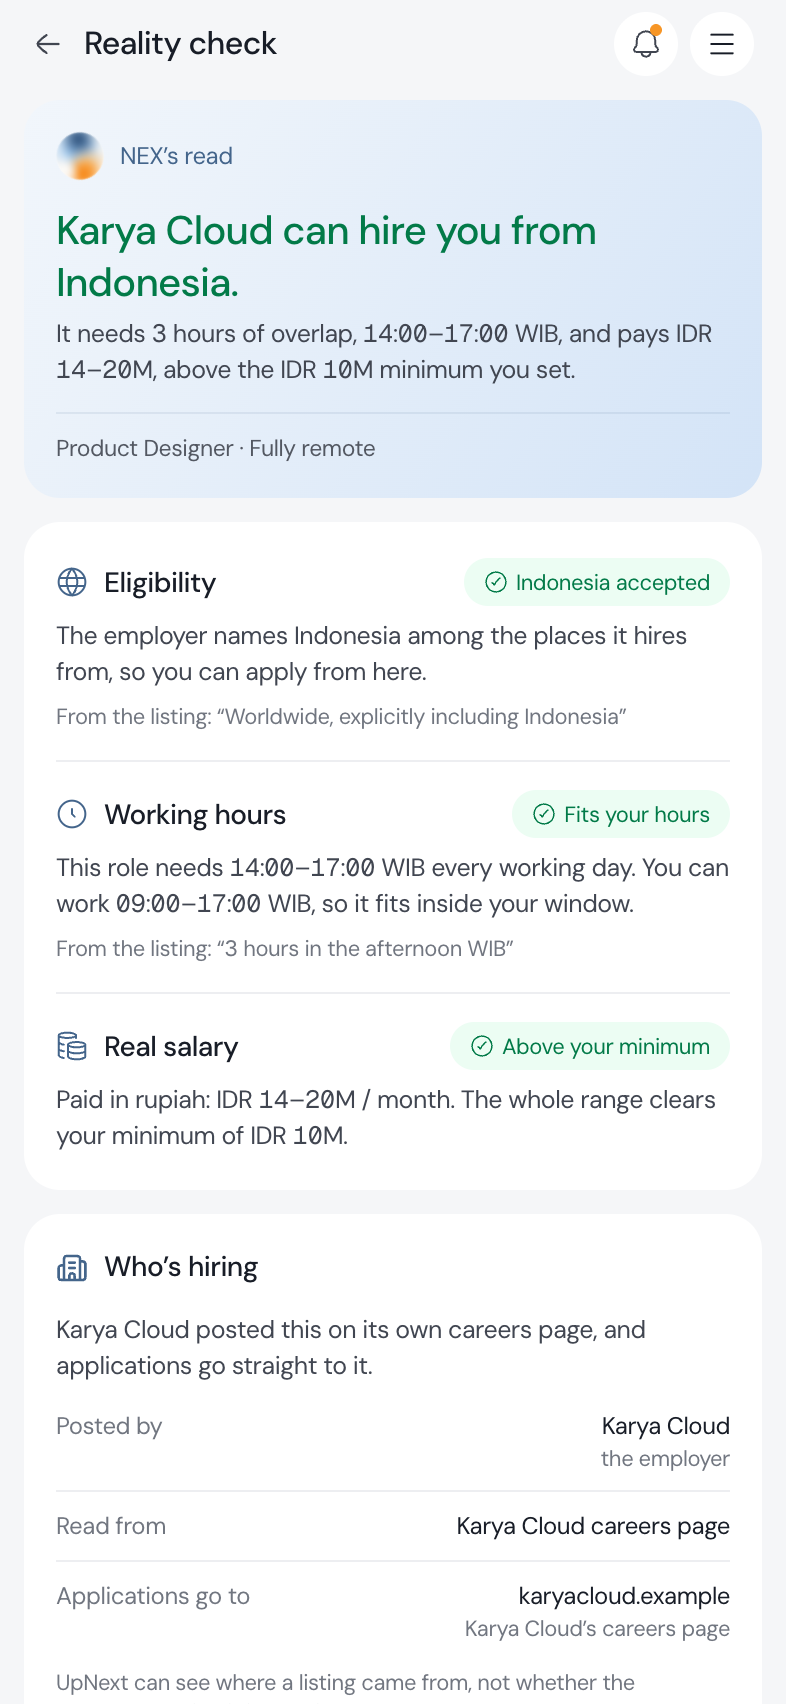 Reality check
NEX’s read
Karya Cloud can hire you from
Indonesia.
It needs 3 hours of overlap, 14:00–17:00 WIB, and pays IDR
14–20M, above the IDR 10M minimum you set.
Product Designer · Fully remote
Eligibility
Indonesia accepted
The employer names Indonesia among the places it hires
from, so you can apply from here.
From the listing: “Worldwide, explicitly including Indonesia”
Working hours
Fits your hours
This role needs 14:00–17:00 WIB every working day. You can
work 09:00–17:00 WIB, so it fits inside your window.
From the listing: “3 hours in the afternoon WIB”
Real salary
Above your minimum
Paid in rupiah: IDR 14–20M / month. The whole range clears
your minimum of IDR 10M.
Who’s hiring
Karya Cloud posted this on its own careers page, and
applications go straight to it.
Posted by
Karya Cloud
the employer
Read from
Karya Cloud careers page
Applications go to
karyacloud.example
Karya Cloud’s careers page
UpNext can see where a listing came from, not whether the